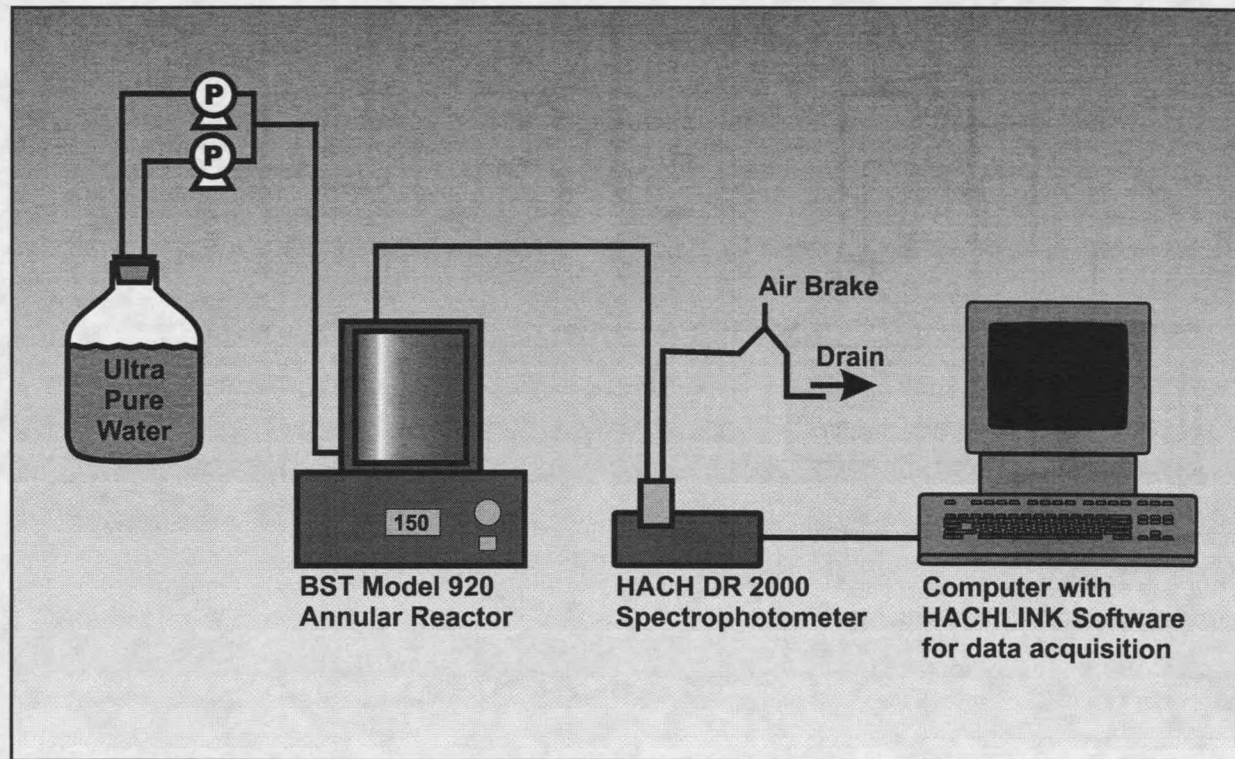 P
P
Ultra
Pure
Water
Air Brake
Drain
150
BST Model 920
Annular Reactor
HACH DR 2000
Spectrophotometer
Computer with
HACHLINK Software
for data acquisition